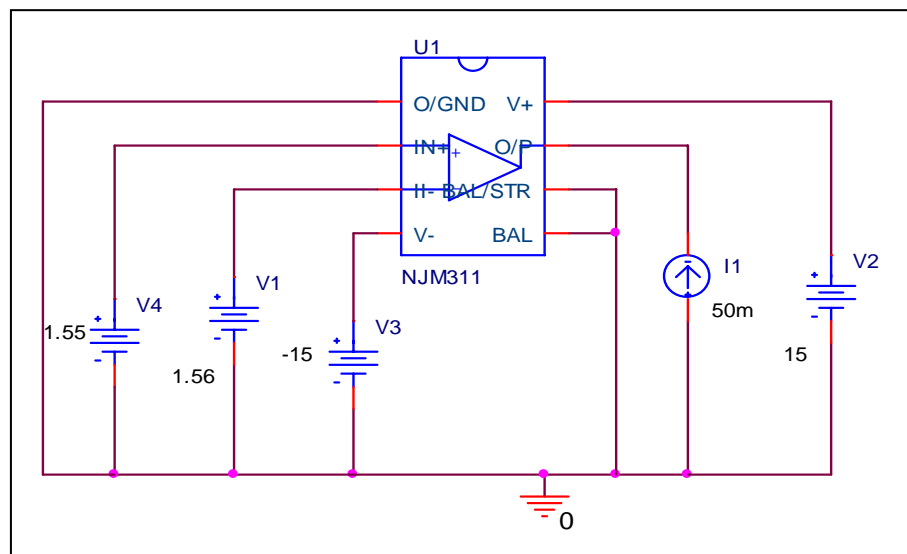 U1
O/GND V+
IN+ O/P
II- BAL/STR
V- BAL
NJM311
V4
1.55
V1
1.56
V3
-15
I1
50m
V2
15
0